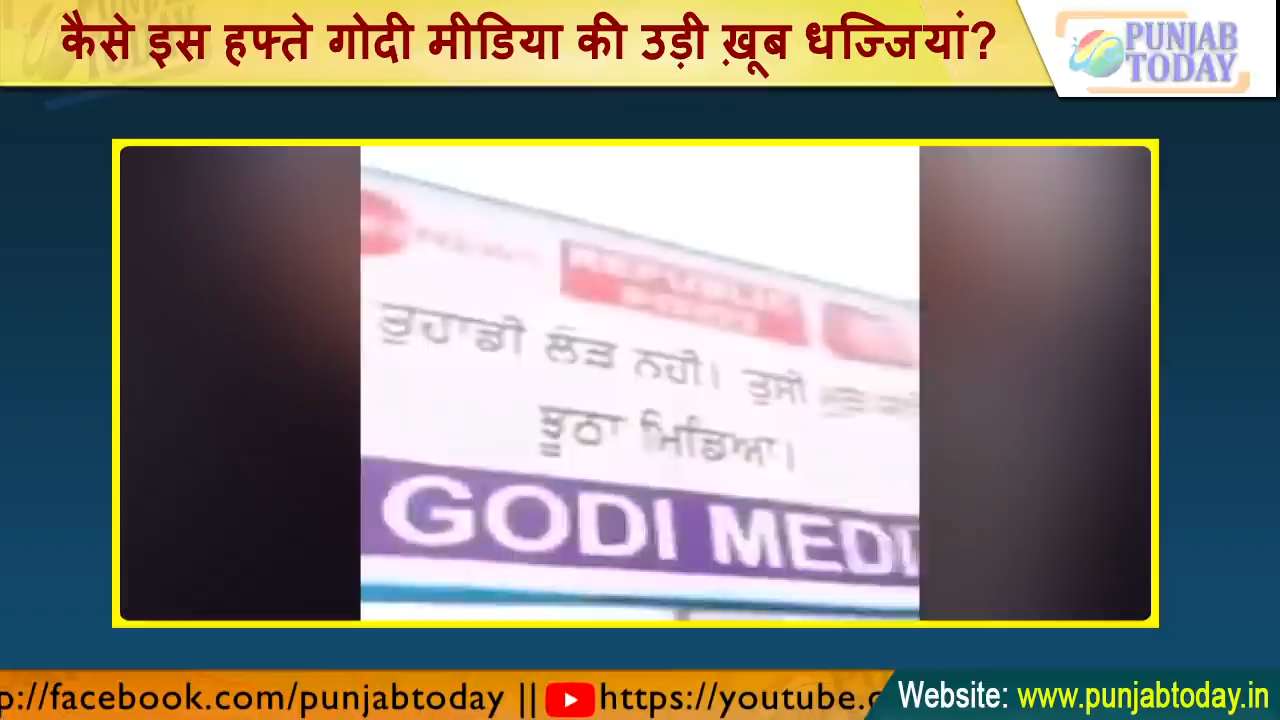 कैसे इस हफ्ते गोदी मीडिया की उड़ी ख़ूब धज्जियां?
PUNJAB
TODAY
ਤੁਹਾਡੀ ਲੋੜ ਨਹੀ। ਤੁਸੀ
ਝੂਠਾ ਮਿਡਿਆ।
GODI MEDI
p://facebook.com/punjabtoday || https://youtube.c
Website: www.punjabtoday.in